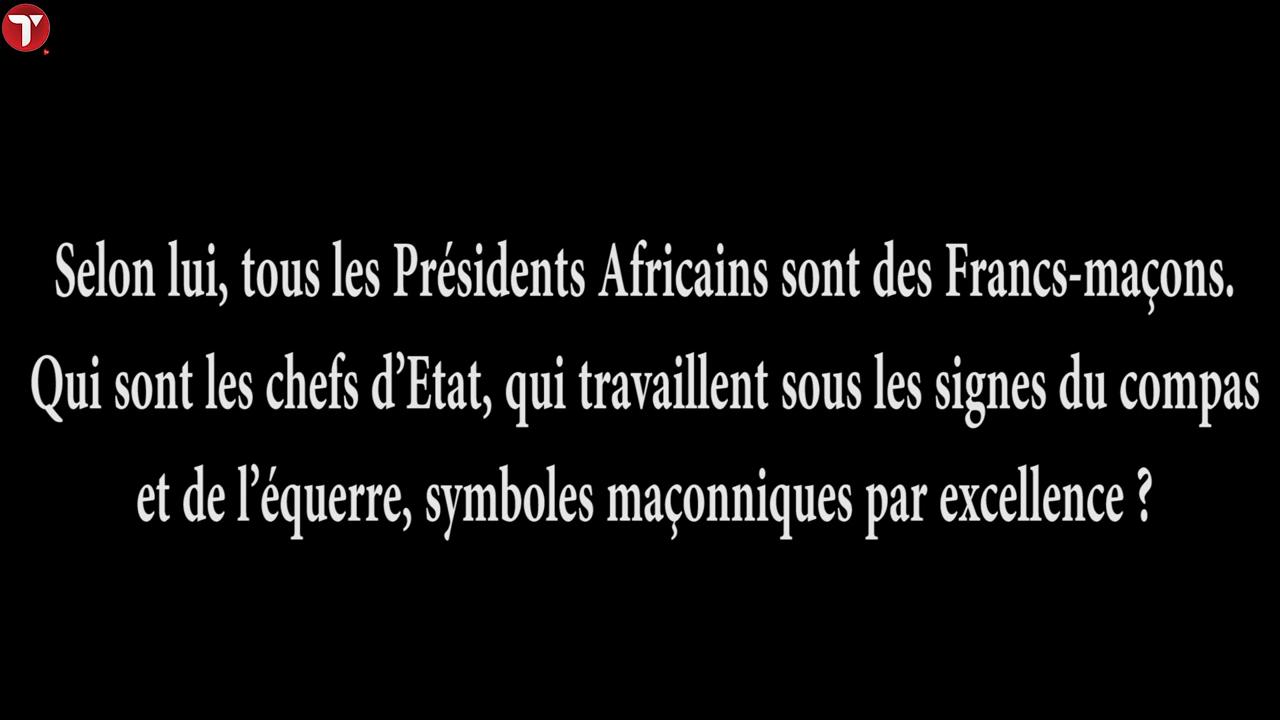 Selon lui, tous les Présidents Africains sont des Francs-maçons.
Qui sont les chefs d’Etat, qui travaillent sous les signes du compas
et de l’équerre, symboles maçonniques par excellence ?